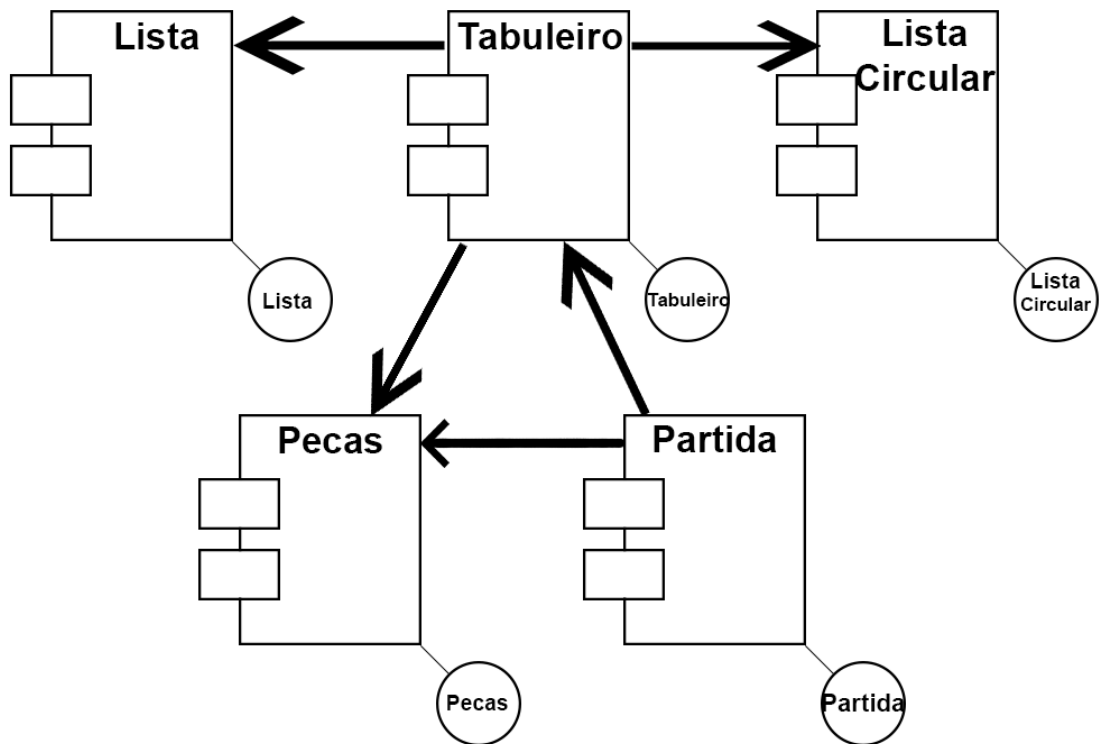 Lista
Tabuleiro
Lista
Circular
Lista
Tabuleiro
Lista
Circular
Pecas
Partida
Pecas
Partida